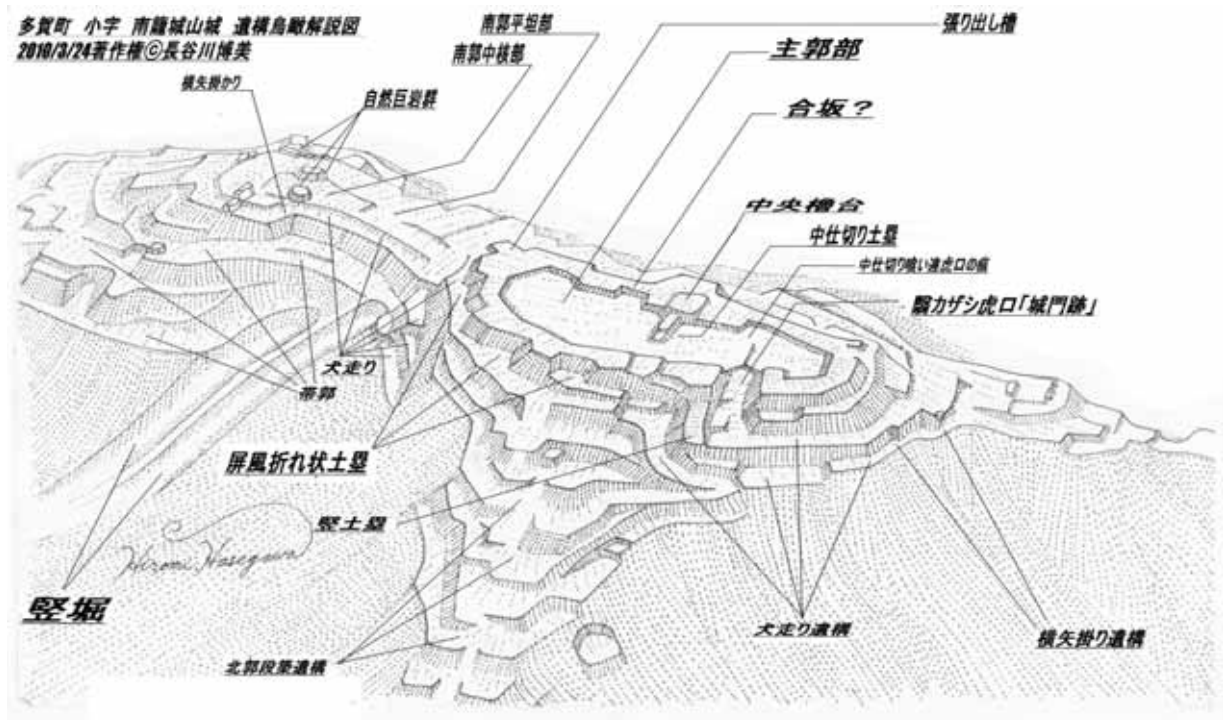 多賀町 小字 南籠城山城 遺構鳥瞰解説図
2010/3/24著作権©長谷川博美
南郭平坦部
南郭中核部
張り出し櫓
主郭部
合坂？
横矢掛かり
自然巨岩群
中央櫓台
中仕切り土塁
中仕切り喰い違虎口の痕
翳カザシ虎口「城門跡」
犬走り
帯郭
屏風折れ状土塁
竪土塁
Hiromi Hasegawa
竪堀
北郭段築遺構
犬走り遺構
横矢掛り遺構